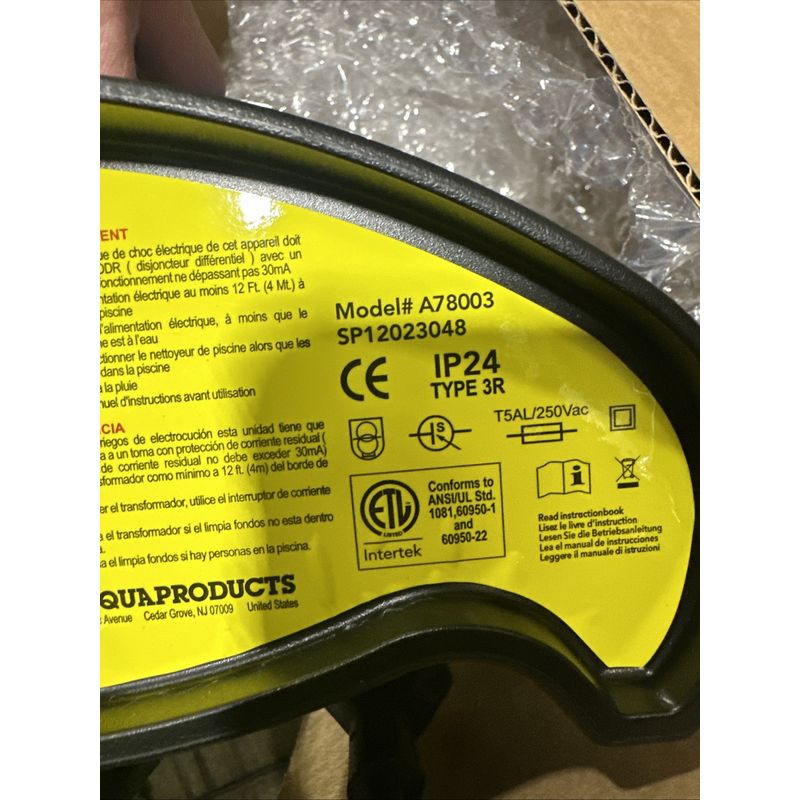 ENT
e de choc électrique de cet appareil doit
DDR ( disjoncteur différentiel ) avec un
onctionnement ne dépassant pas 30mA
ntation électrique au moins 12 Ft. (4 Mt.) à
piscine
'alimentation électrique, à moins que le
e est à l'eau
ctionner le nettoyeur de piscine alors que les
dans la piscine
à la pluie
nuel d'instructions avant utilisation
CIA
riegos de electrocución esta unidad tiene que
a a un toma con protección de corriente residual (
de corriente residual no debe exceder 30mA)
sformador como mínimo a 12 ft. (4m) del borde de
er el transformador, utilice el interruptor de corriente
a el transformador si el limpia fondos no esta dentro
a.
a el limpia fondos si hay personas en la piscina.
QUAPRODUCTS
Avenue Cedar Grove, NJ 07009 United States
Model# A78003
SP12023048
CE IP24
TYPE 3R
S
T5AL/250Vac
i
ETL
LISTED
Intertek
Conforms to
ANSI/UL Std.
1081,60950-1
and
60950-22
Read instructionbook
Lisez le livre d'instruction
Lesen Sie die Betriebsanleitung
Lea el manual de instrucciones
Leggere il manuale di istruzioni